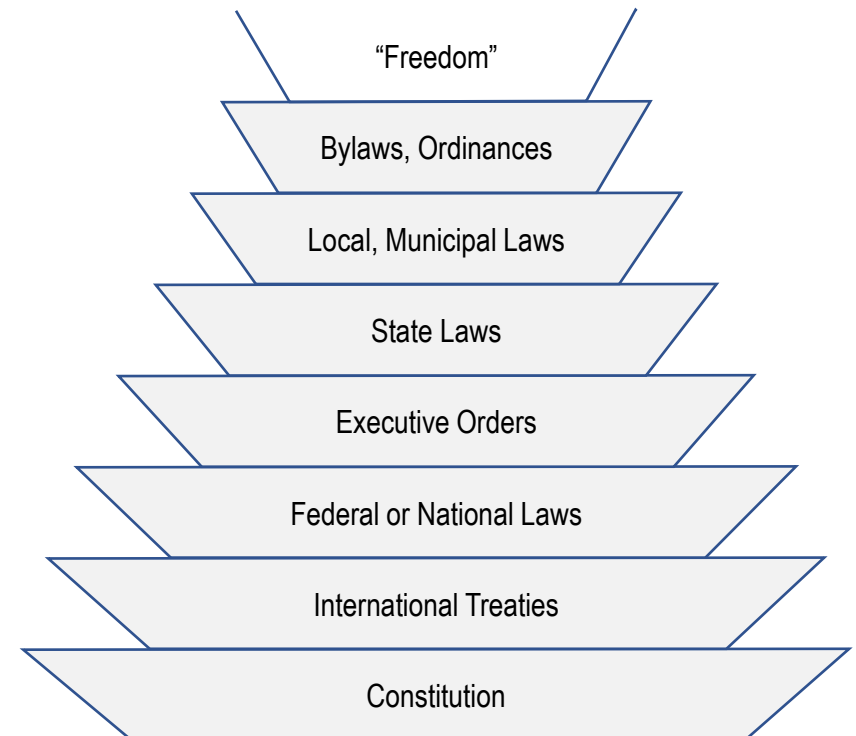 “Freedom”
Bylaws, Ordinances
Local, Municipal Laws
State Laws
Executive Orders
Federal or National Laws
International Treaties
Constitution